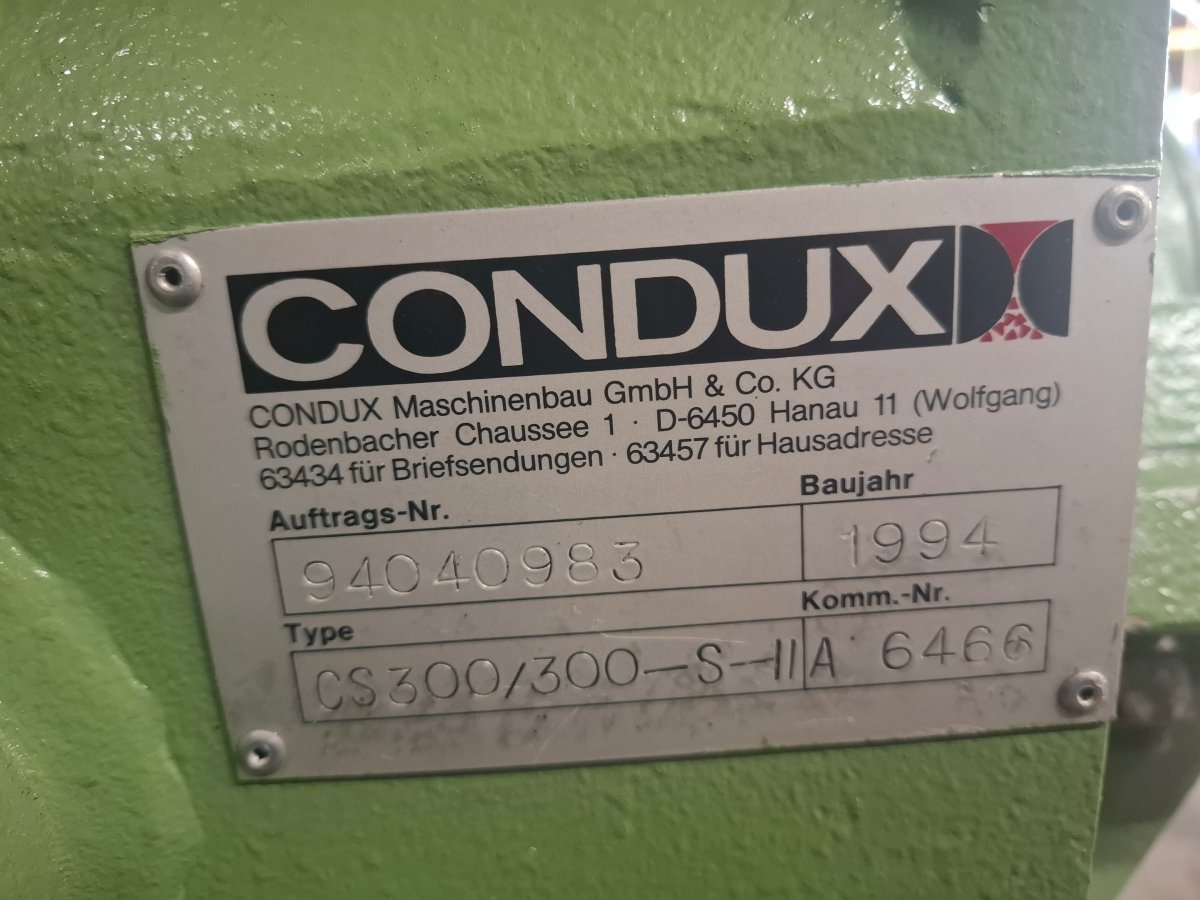 CONDUX
CONDUX Maschinenbau GmbH & Co. KG
Rodenbacher Chaussee 1 · D-6450 Hanau 11 (Wolfgang)
63434 für Briefsendungen · 63457 für Hausadresse
Auftrags-Nr. Baujahr
94040983 1994
Type Komm.-Nr.
CS300/300-S-II A 6466